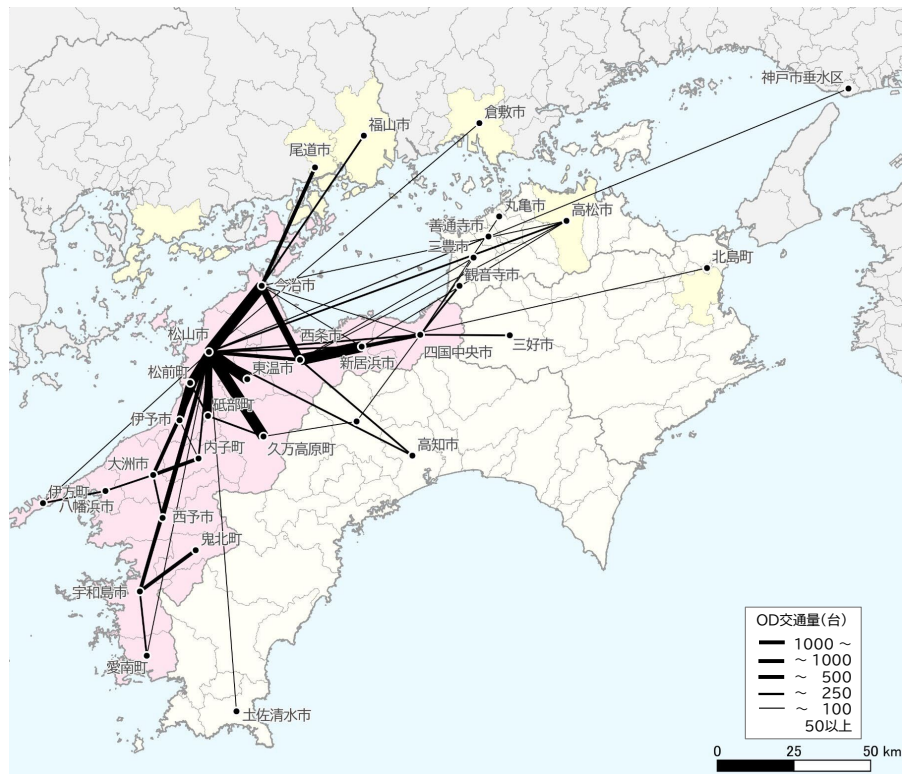 神戸市垂水区
倉敷市
福山市
尾道市
丸亀市
高松市
善通寺市
三豊市
北島町
観音寺市
今治市
松山市
西条市
三好市
四国中央市
新居浜市
東温市
松前町
砥部町
伊予市
久万高原町
高知市
内子町
大洲市
伊方町
八幡浜市
西予市
鬼北町
宇和島市
愛南町
土佐清水市
OD交通量(台)
1000 ~
~ 1000
~ 500
~ 250
~ 100
50以上
0 25 50 km